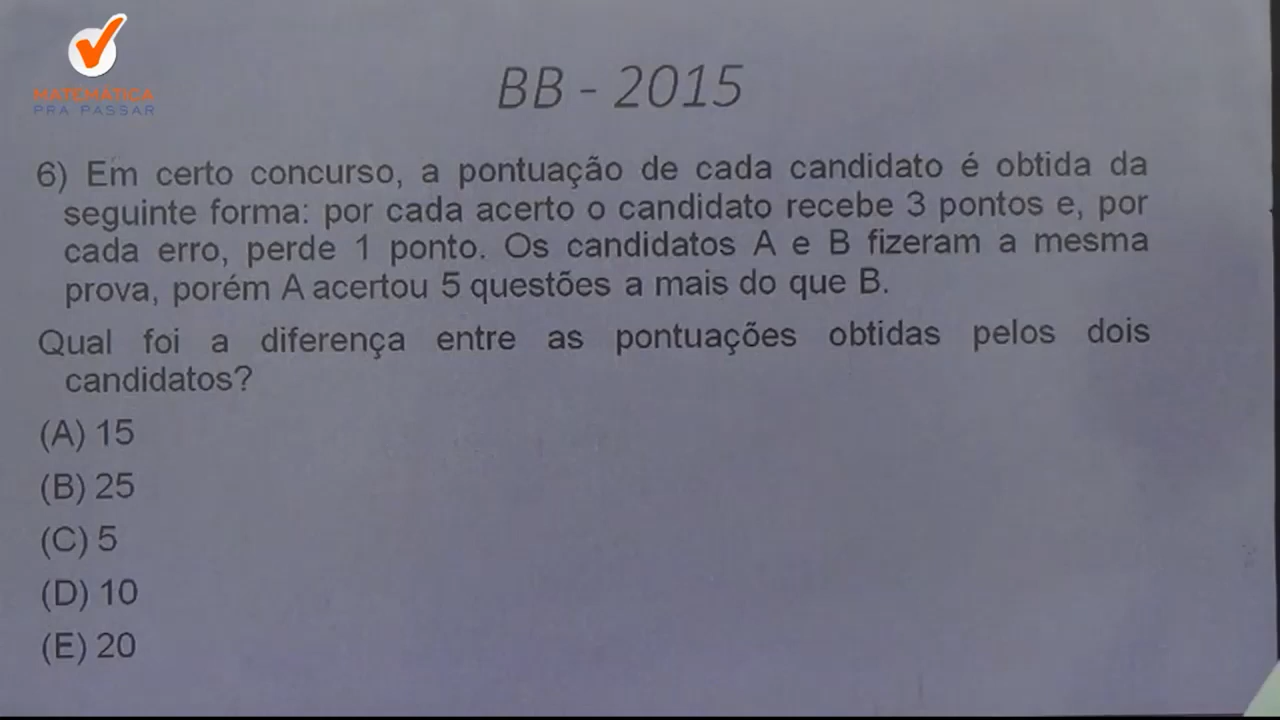 MATEMÁTICA
PRA PASSAR
BB - 2015
6) Em certo concurso, a pontuação de cada candidato é obtida da
seguinte forma: por cada acerto o candidato recebe 3 pontos e, por
cada erro, perde 1 ponto. Os candidatos A e B fizeram a mesma
prova, porém A acertou 5 questões a mais do que B.
Qual foi a diferença entre as pontuações obtidas pelos dois
candidatos?
(A) 15
(B) 25
(C) 5
(D) 10
(E) 20